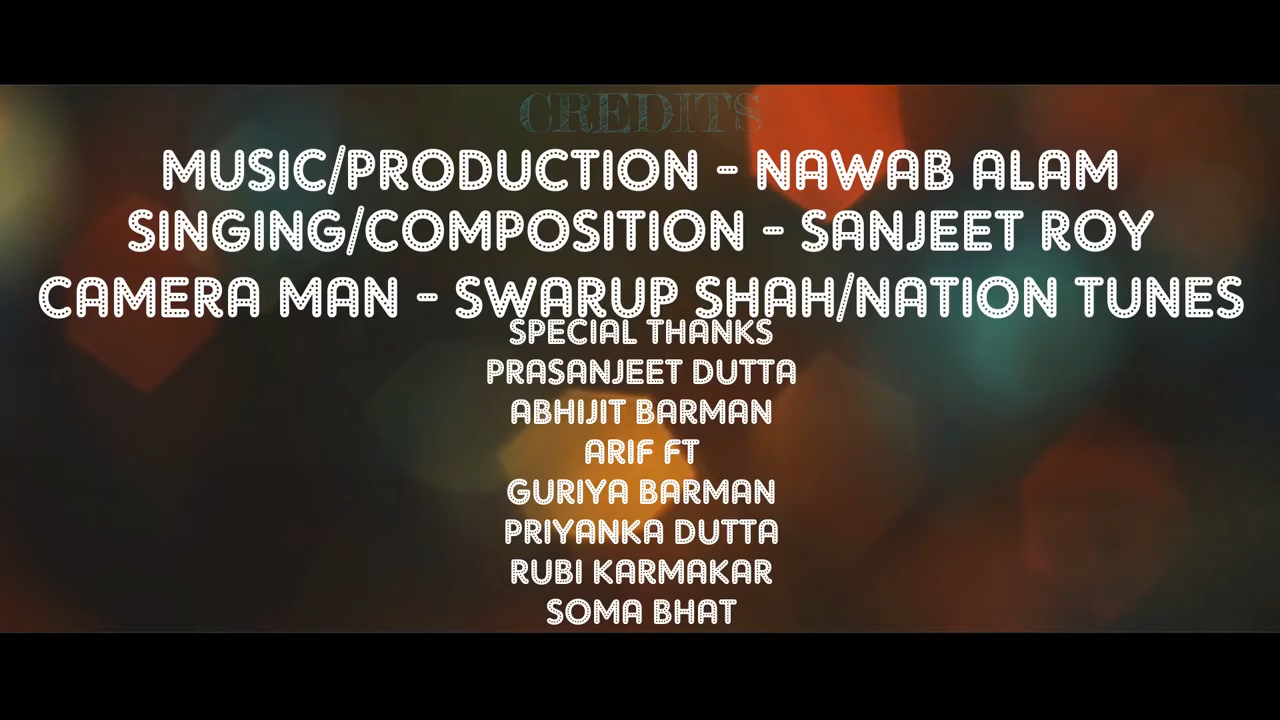 CREDITS
MUSIC/PRODUCTION - NAWAB ALAM
SINGING/COMPOSITION - SANJEET ROY
CAMERA MAN - SWARUP SHAH/NATION TUNES
SPECIAL THANKS
PRASANJEET DUTTA
ABHIJIT BARMAN
ARIF FT
GURIYA BARMAN
PRIYANKA DUTTA
RUBI KARMAKAR
SOMA BHAT